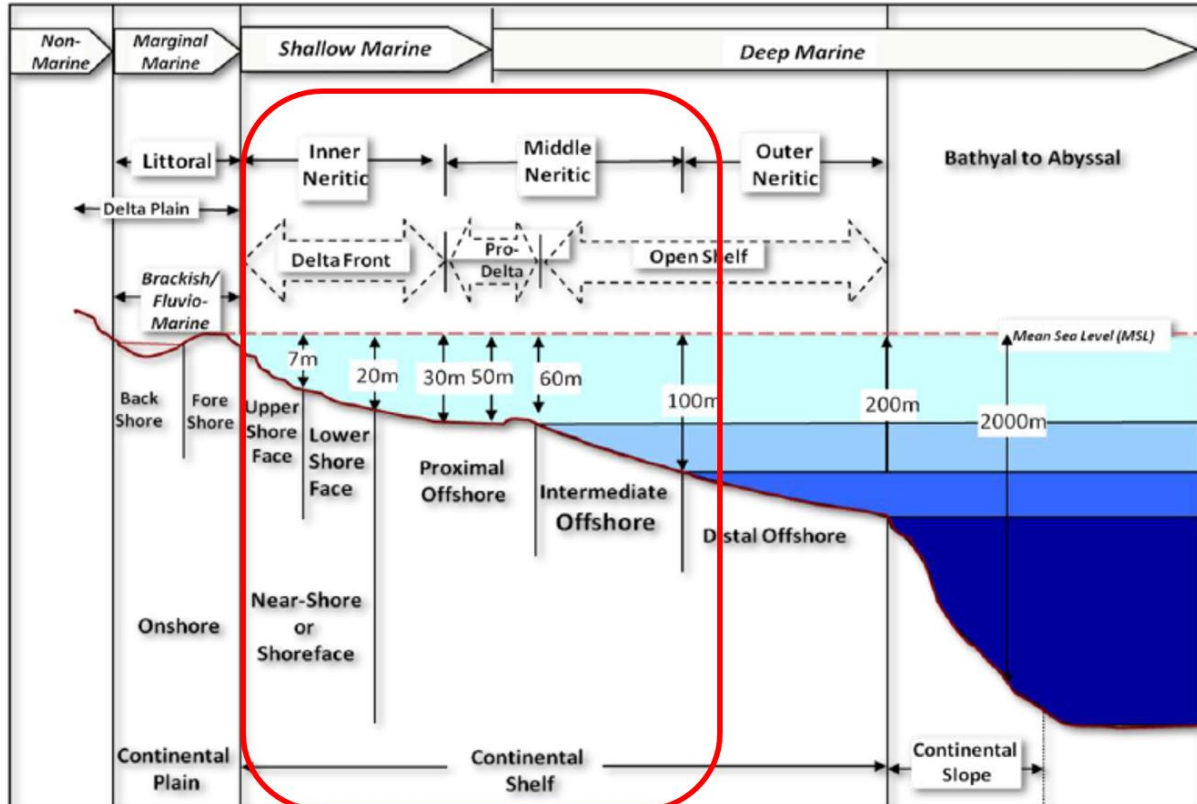 Non-
Marine
Marginal
Marine
Shallow Marine
Deep Marine
Littoral
Inner
Neritic
Middle
Neritic
Outer
Neritic
Bathyal to Abyssal
Delta Plain
Delta Front
Pro-
Delta
Open Shelf
Brackish/
Fluvio-
Marine
Mean Sea Level (MSL)
7m
20m
30m
50m
60m
100m
200m
2000m
Back
Shore
Fore
Shore
Upper
Shore
Face
Lower
Shore
Face
Proximal
Offshore
Intermediate
Offshore
Distal Offshore
Onshore
Near-Shore
or
Shoreface
Continental
Plain
Continental
Shelf
Continental
Slope